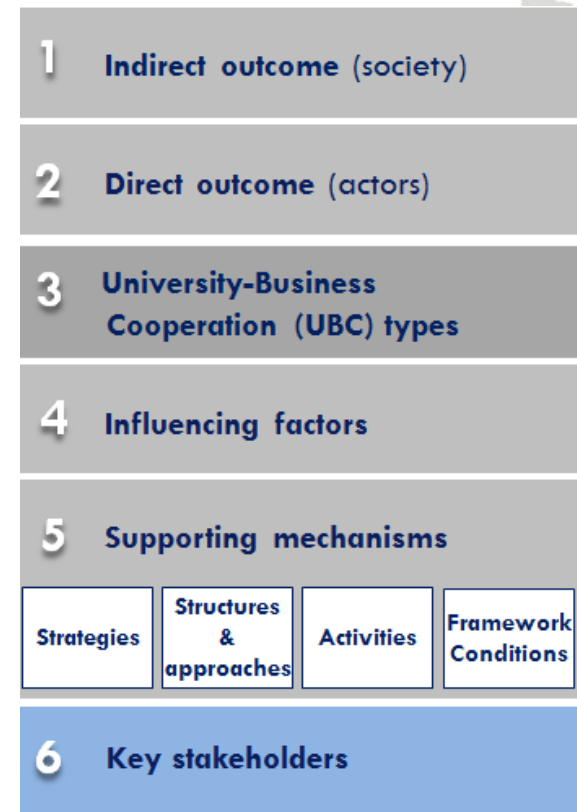 1 Indirect outcome (society)
2 Direct outcome (actors)
3 University-Business
Cooperation (UBC) types
4 Influencing factors
5 Supporting mechanisms
Strategies
Structures
&
approaches
Activities
Framework
Conditions
6 Key stakeholders